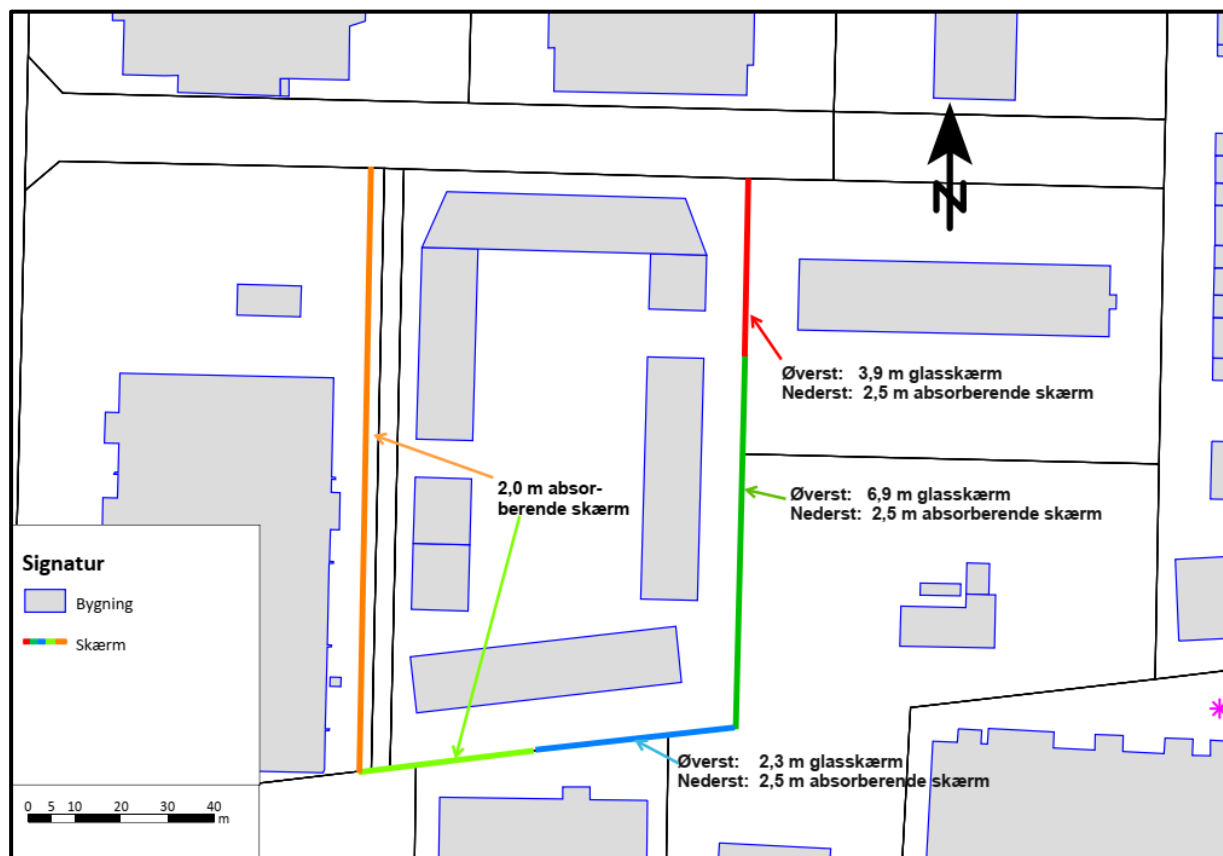 N
Øverst: 3,9 m glasskærm
Nederst: 2,5 m absorberende skærm
2,0 m absor-
berende skærm
Øverst: 6,9 m glasskærm
Nederst: 2,5 m absorberende skærm
Signatur
Bygning
Skærm
Øverst: 2,3 m glasskærm
Nederst: 2,5 m absorberende skærm
0 5 10 20 30 40
m